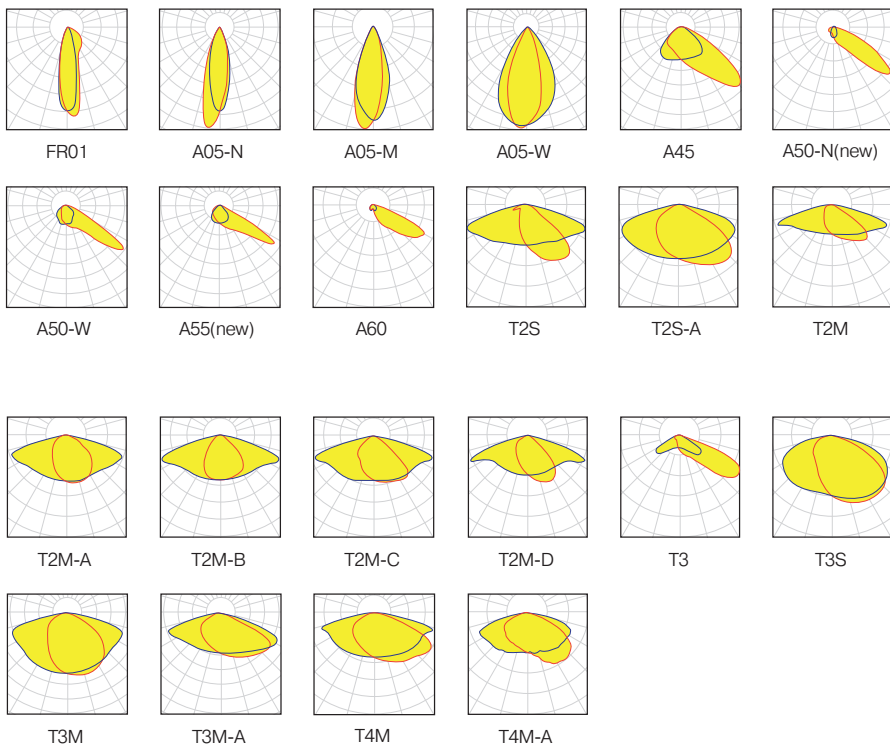 FR01 A05-N A05-M A05-W A45 A50-N(new)
A50-W A55(new) A60 T2S T2S-A T2M
T2M-A T2M-B T2M-C T2M-D T3 T3S
T3M T3M-A T4M T4M-A